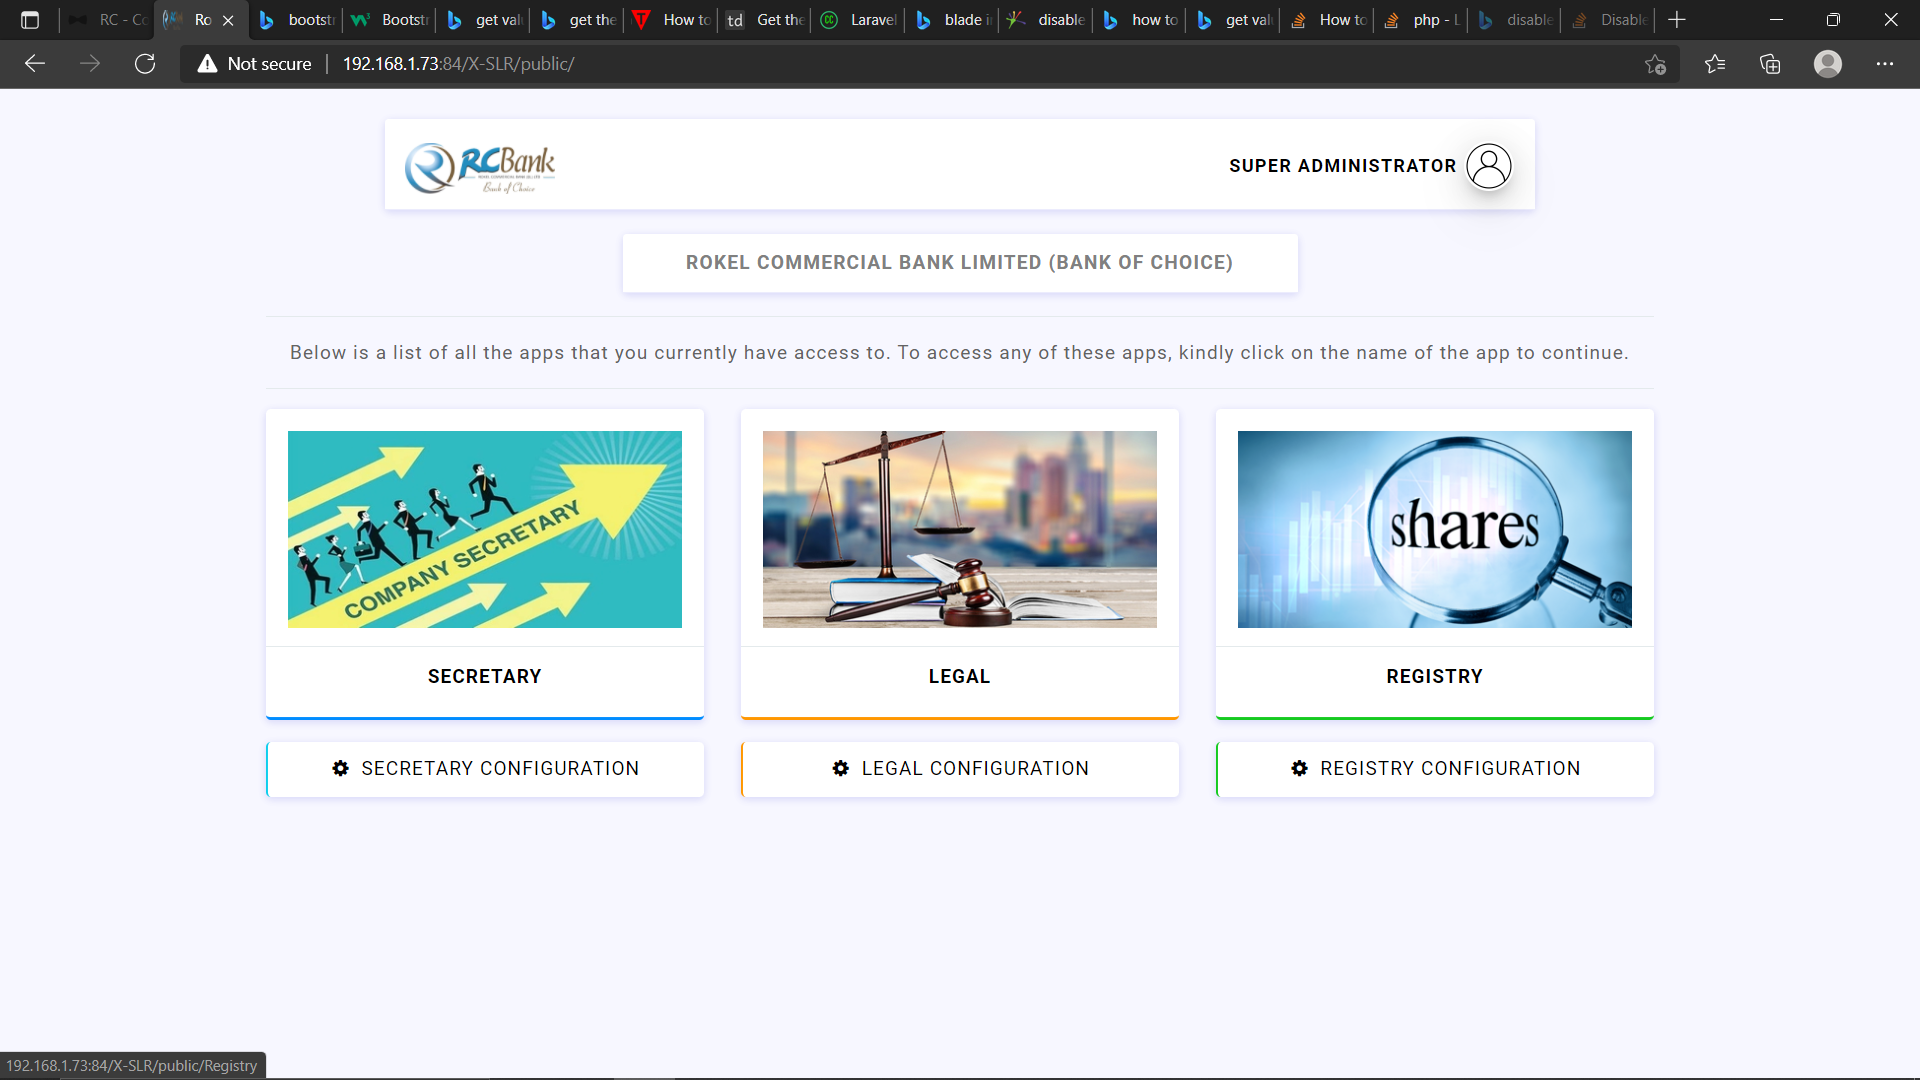 RC - Co
Ro
bootstr
Bootstr
get valu
get the
How to
td
Get the
Laravel
blade i
disable
how to
get valu
How to
php - L
disable
Disable
Not secure
192.168.1.73:84/X-SLR/public/
RCBank
Bank of Choice
SUPER ADMINISTRATOR
ROKEL COMMERCIAL BANK LIMITED (BANK OF CHOICE)
Below is a list of all the apps that you currently have access to. To access any of these apps, kindly click on the name of the app to continue.
COMPANY SECRETARY
shares
SECRETARY
LEGAL
REGISTRY
SECRETARY CONFIGURATION
LEGAL CONFIGURATION
REGISTRY CONFIGURATION
192.168.1.73:84/X-SLR/public/Registry